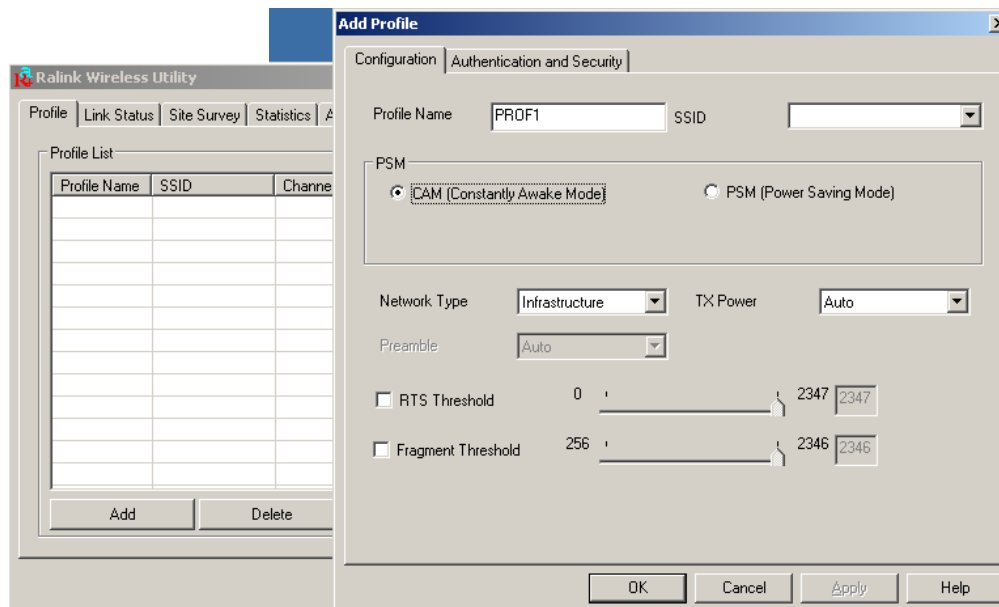 Ralink Wireless Utility
Profile Link Status Site Survey Statistics A
Profile List
Profile Name SSID Channe
Add Delete
Add Profile
Configuration Authentication and Security
Profile Name PROF1 SSID
PSM
CAM (Constantly Awake Mode) PSM (Power Saving Mode)
Network Type Infrastructure TX Power Auto
Preamble Auto
RTS Threshold 0 2347 2347
Fragment Threshold 256 2346 2346
OK Cancel Apply Help